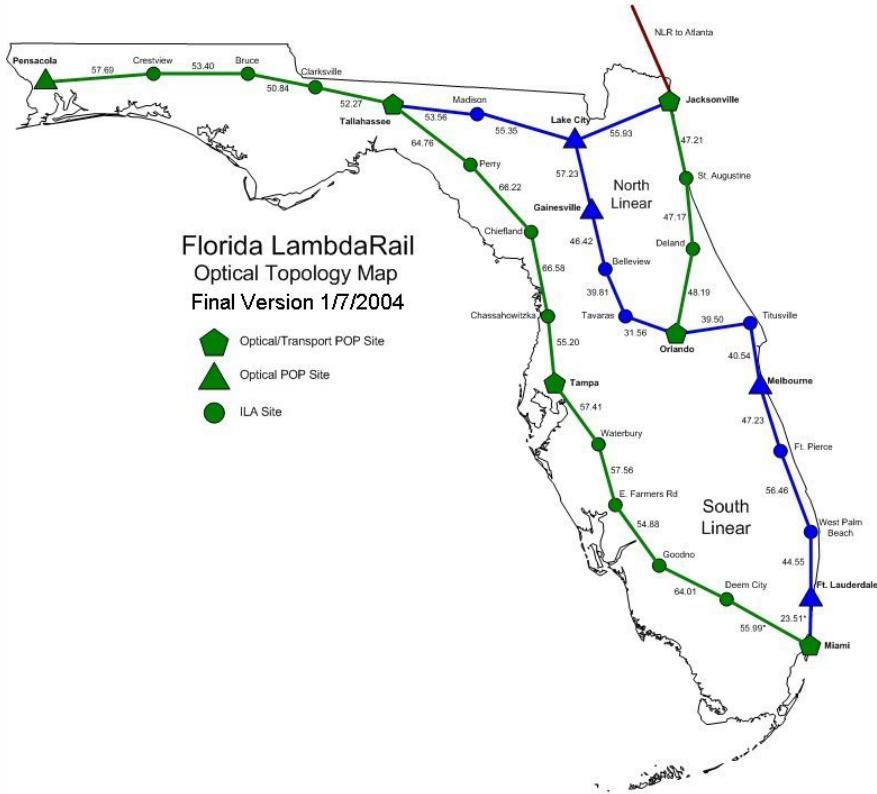 NLR to Atlanta
Pensacola
Crestview
Bruce
57.69
53.40
Clarksville
50.84
52.27
Tallahassee
Madison
53.56
55.35
Lake City
55.93
Jacksonville
64.76
47.21
Perry
57.23
North
Linear
St. Augustine
66.22
Gainesville
47.17
Chiefland
46.42
Deland
Florida LambdaRail
Optical Topology Map
Final Version 1/7/2004
66.58
Belleview
39.81
48.19
Chassahowitzka
Tavaras
31.56
Orlando
39.50
Titusville
Optical/Transport POP Site
55.20
40.54
Optical POP Site
Tampa
Melbourne
ILA Site
57.41
47.23
Waterbury
Ft. Pierce
57.56
56.46
E. Farmers Rd
South
Linear
54.88
West Palm
Beach
Goodno
44.55
64.01
Deem City
Ft. Lauderdale
55.99*
23.51*
Miami